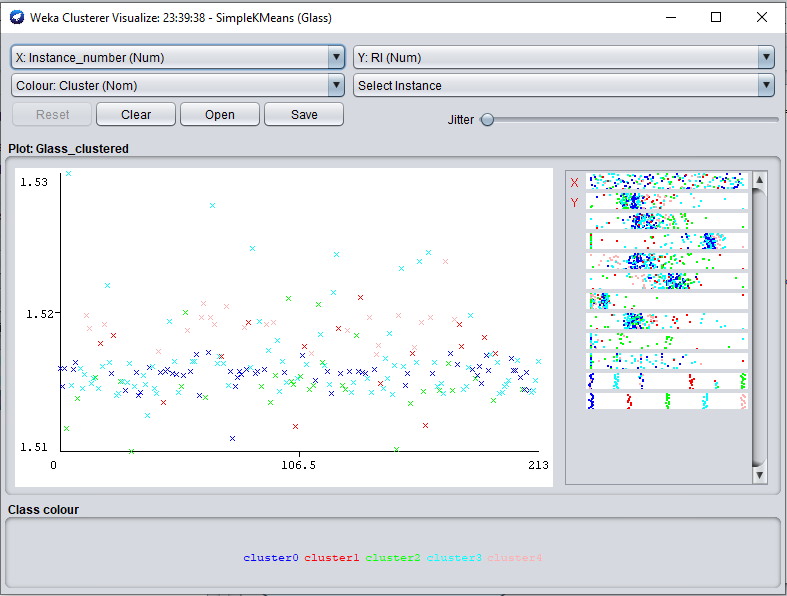 Weka Clusterer Visualize: 23:39:38 - SimpleKMeans (Glass)
X: Instance_number (Num) Y: RI (Num)
Colour: Cluster (Nom) Select Instance
Reset Clear Open Save Jitter
Plot: Glass_clustered
1.53
1.52
1.51
0 106.5 213
X
Y
Class colour
cluster0 cluster1 cluster2 cluster3 cluster4